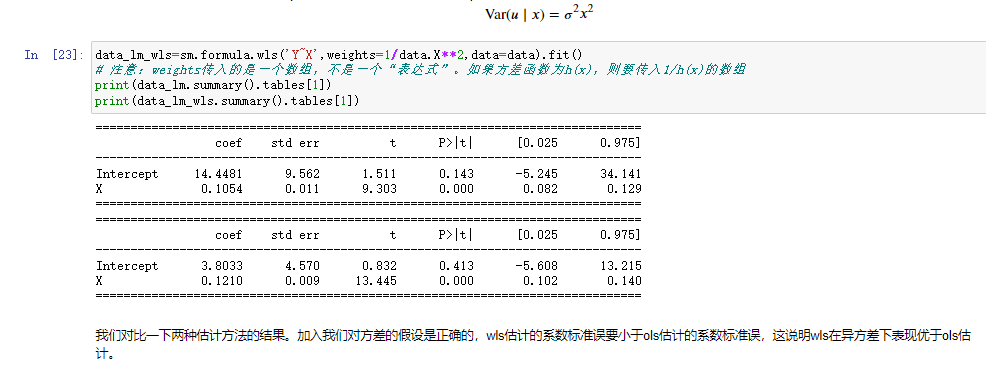 Var(u | x) = σ²x²
In [23]: data_lm_wls=sm.formula.wls('Y~X',weights=1/data.X**2,data=data).fit()
# 注意：weights传入的是一个数组，不是一个“表达式”。如果方差函数为h(x)，则要传入1/h(x)的数组
print(data_lm.summary().tables[1])
print(data_lm_wls.summary().tables[1])
==============================================================================
coef std err t P>|t| [0.025 0.975]
------------------------------------------------------------------------------
Intercept 14.4481 9.562 1.511 0.143 -5.245 34.141
X 0.1054 0.011 9.303 0.000 0.082 0.129
==============================================================================
==============================================================================
coef std err t P>|t| [0.025 0.975]
------------------------------------------------------------------------------
Intercept 3.8033 4.570 0.832 0.413 -5.608 13.215
X 0.1210 0.009 13.445 0.000 0.102 0.140
==============================================================================
我们对比一下两种估计方法的结果。加入我们对方差的假设是正确的，wls估计的系数标准误要小于ols估计的系数标准误，这说明wls在异方差下表现优于ols估
计。